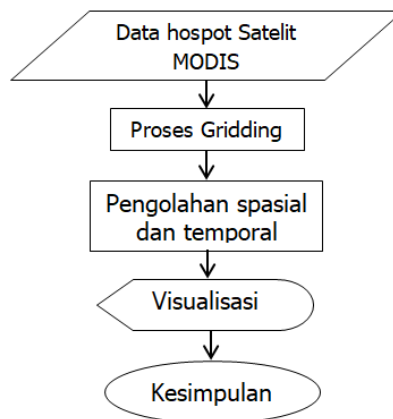 Data hospot Satelit
MODIS
Proses Gridding
Pengolahan spasial
dan temporal
Visualisasi
Kesimpulan